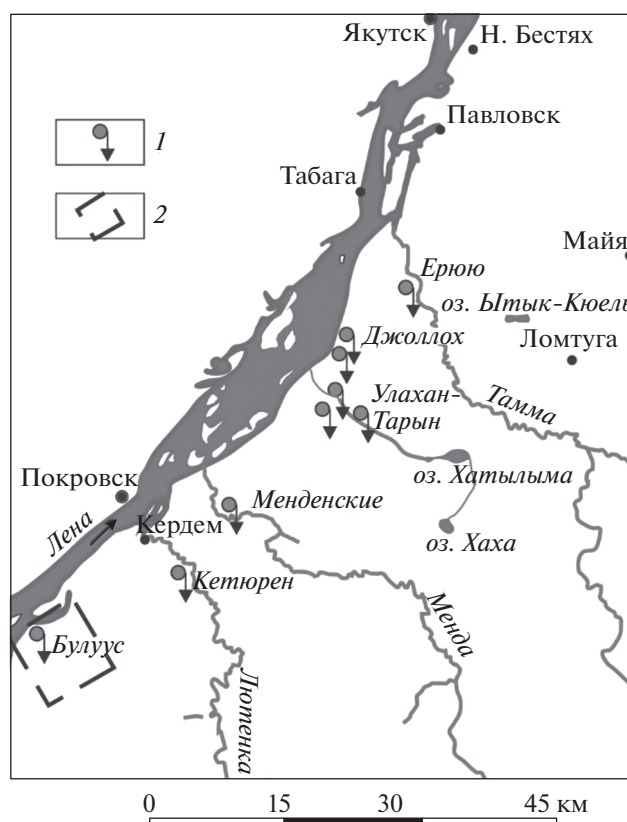 Якутск
Н. Бестях
1
Павловск
2
Табага
Майя
Ерюю
оз. Ытык-Кюель
Джоллох
Ломтуга
Улахан-
Тарын
Тамма
Покровск
оз. Хатылыма
Менденские
Лена
Кердем
оз. Хаха
Кетюрен
Менда
Булуус
Лютенка
0 15 30 45 км